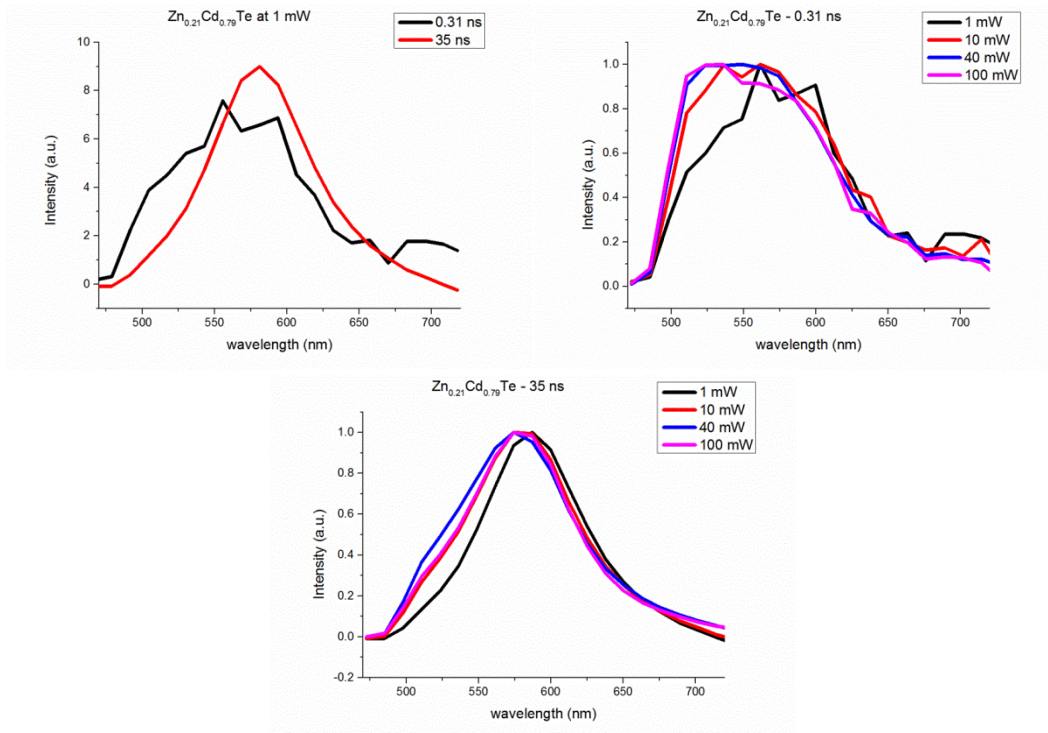 Zn₀.₂₁Cd₀.₇₉Te at 1 mW
0.31 ns
35 ns
10
8
6
4
2
0
Intensity (a.u.)
500 550 600 650 700
wavelength (nm)
Zn₀.₂₁Cd₀.₇₉Te - 0.31 ns
1 mW
10 mW
40 mW
100 mW
1.0
0.8
0.6
0.4
0.2
0.0
Intensity (a.u.)
500 550 600 650 700
wavelength (nm)
Zn₀.₂₁Cd₀.₇₉Te - 35 ns
1 mW
10 mW
40 mW
100 mW
1.0
0.8
0.6
0.4
0.2
0.0
-0.2
Intensity (a.u.)
500 550 600 650 700
wavelength (nm)